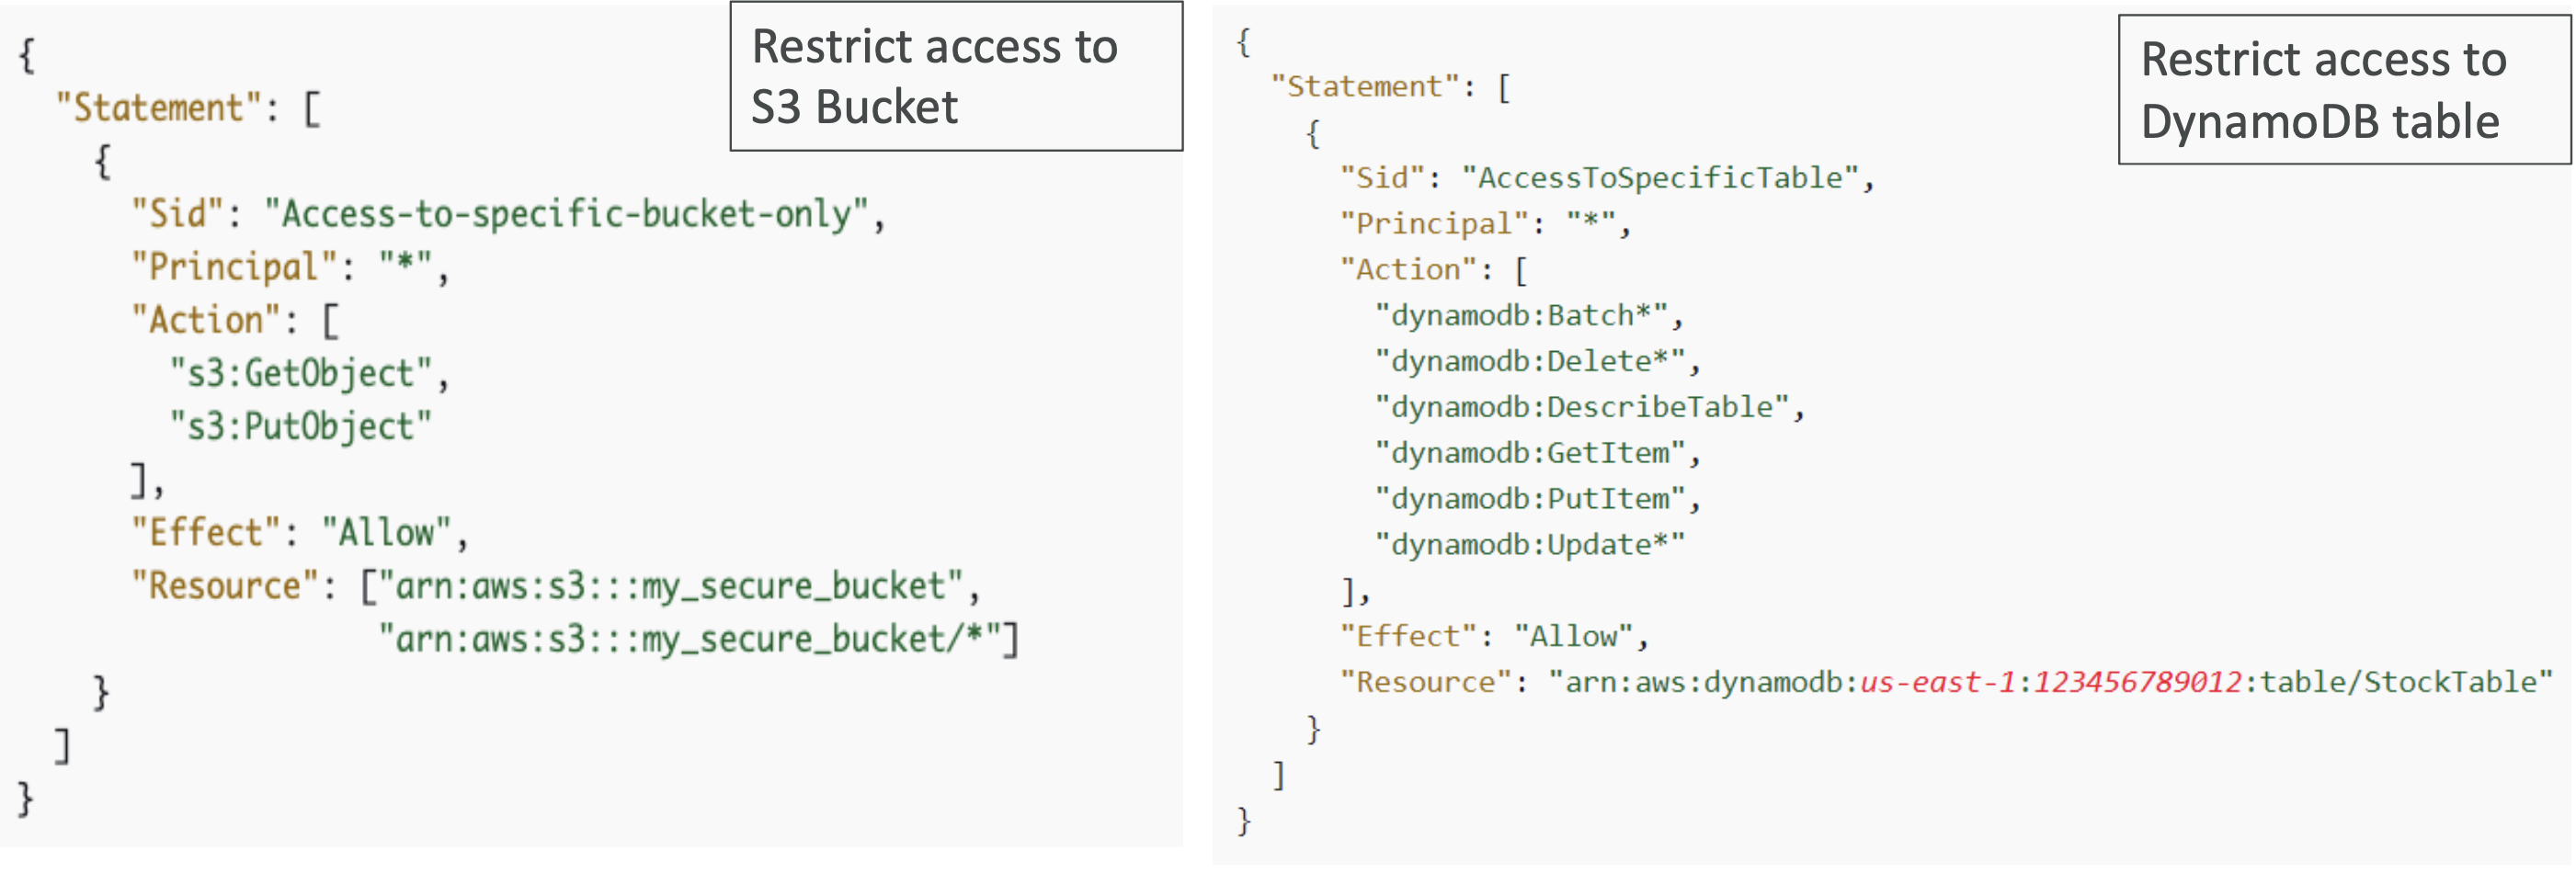 Restrict access to
S3 Bucket
{
  "Statement": [
    {
      "Sid": "Access-to-specific-bucket-only",
      "Principal": "*",
      "Action": [
        "s3:GetObject",
        "s3:PutObject"
      ],
      "Effect": "Allow",
      "Resource": ["arn:aws:s3:::my_secure_bucket",
                   "arn:aws:s3:::my_secure_bucket/*"]
    }
  ]
}
Restrict access to
DynamoDB table
{
  "Statement": [
    {
      "Sid": "AccessToSpecificTable",
      "Principal": "*",
      "Action": [
        "dynamodb:Batch*",
        "dynamodb:Delete*",
        "dynamodb:DescribeTable",
        "dynamodb:GetItem",
        "dynamodb:PutItem",
        "dynamodb:Update*"
      ],
      "Effect": "Allow",
      "Resource": "arn:aws:dynamodb:us-east-1:123456789012:table/StockTable"
    }
  ]
}